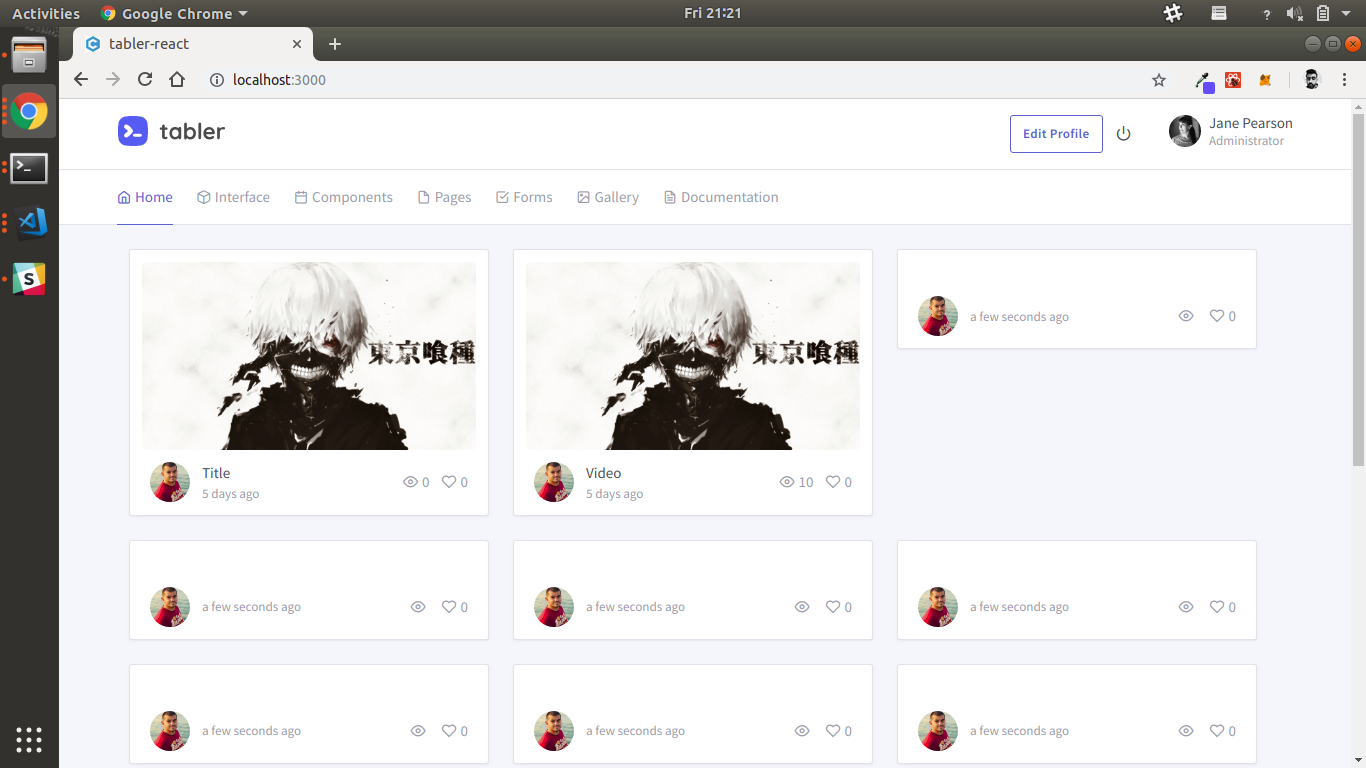 Activities Google Chrome Fri 21:21
tabler-react
localhost:3000
tabler
Edit Profile
Jane Pearson
Administrator
Home Interface Components Pages Forms Gallery Documentation
東京喰種
東京喰種
a few seconds ago 0
Title
5 days ago
0 0
Video
5 days ago
10 0
a few seconds ago 0
a few seconds ago 0
a few seconds ago 0
a few seconds ago 0
a few seconds ago 0
a few seconds ago 0